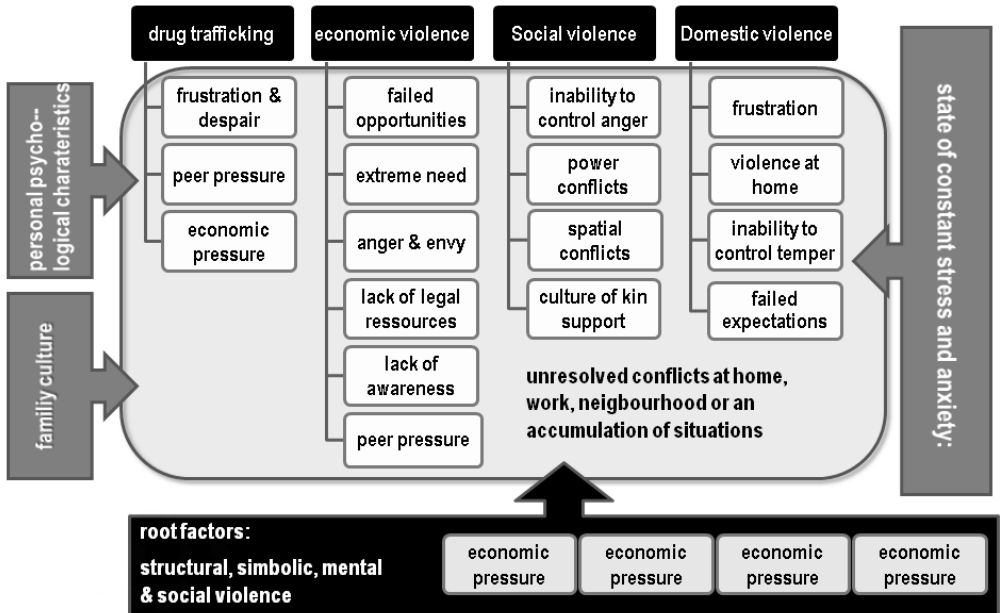 drug trafficking
economic violence
Social violence
Domestic violence
personal psycho--
logical charateristics
familiy culture
frustration &
despair
peer pressure
economic
pressure
failed
opportunities
extreme need
anger & envy
lack of legal
ressources
lack of
awareness
peer pressure
inability to
control anger
power
conflicts
spatial
conflicts
culture of kin
support
frustration
violence at
home
inability to
control temper
failed
expectations
unresolved conflicts at home,
work, neigbourhood or an
accumulation of situations
state of constant stress and anxiety:
root factors:
structural, simbolic, mental
& social violence
economic
pressure
economic
pressure
economic
pressure
economic
pressure